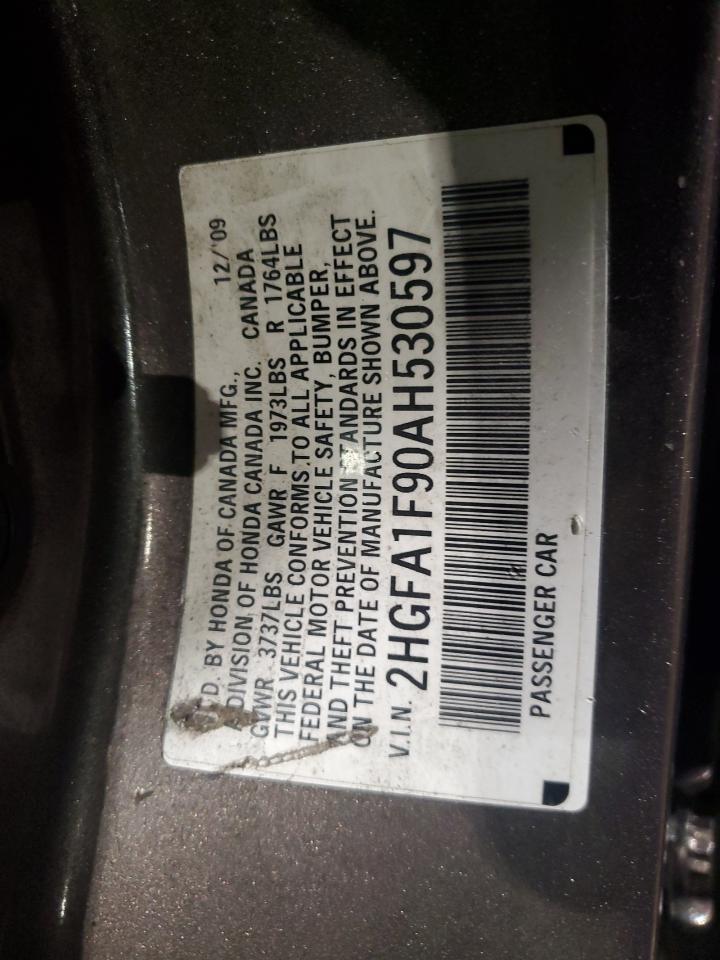 MFD. BY HONDA OF CANADA MFG., 12/'09
DIVISION OF HONDA CANADA INC. CANADA
GVWR 3737LBS GAWR F 1973LBS R 1764LBS
THIS VEHICLE CONFORMS TO ALL APPLICABLE
FEDERAL MOTOR VEHICLE SAFETY, BUMPER,
AND THEFT PREVENTION STANDARDS IN EFFECT
ON THE DATE OF MANUFACTURE SHOWN ABOVE.
V.I.N. 2HGFA1F90AH530597
PASSENGER CAR